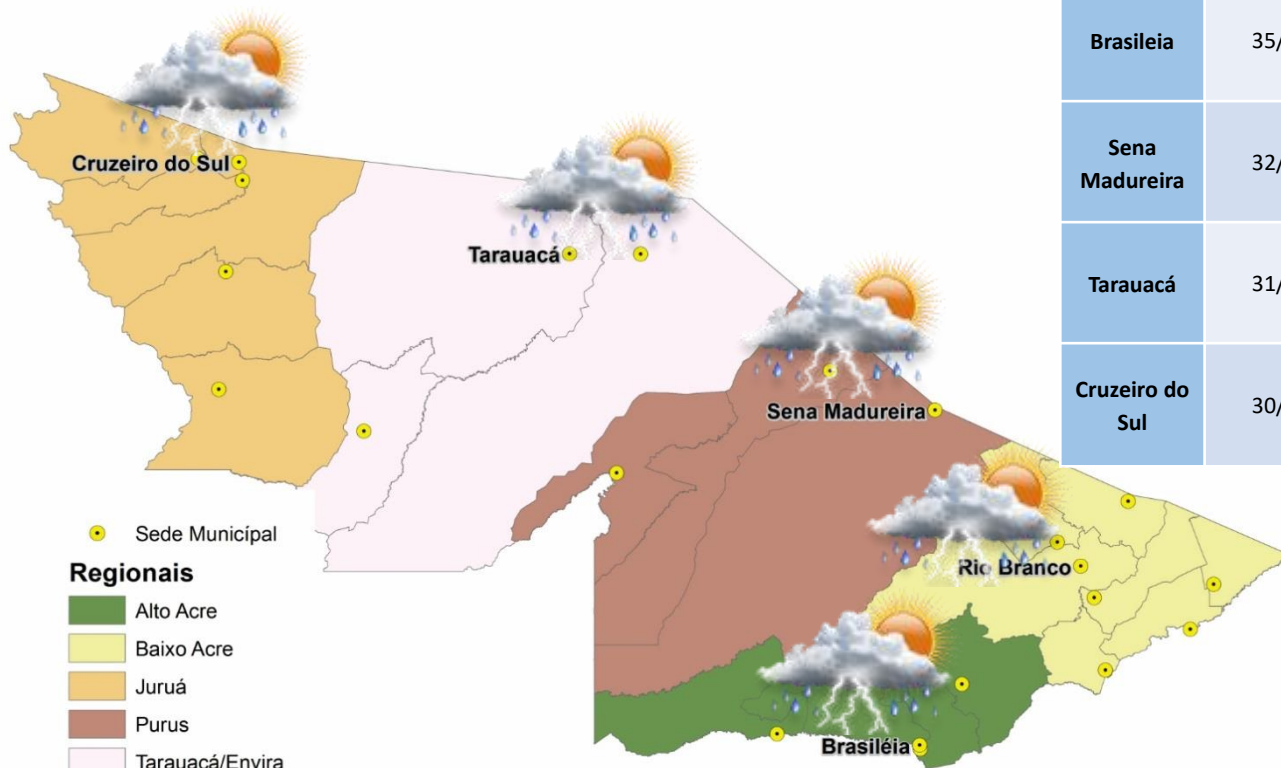 Brasileia 35/
Sena
Madureira
32/
Tarauacá 31/
Cruzeiro do
Sul
30/
Cruzeiro do Sul
Tarauacá
Sena Madureira
Rio Branco
Brasiléia
Sede Municípal
Regionais
Alto Acre
Baixo Acre
Juruá
Purus
Tarauacá/Envira